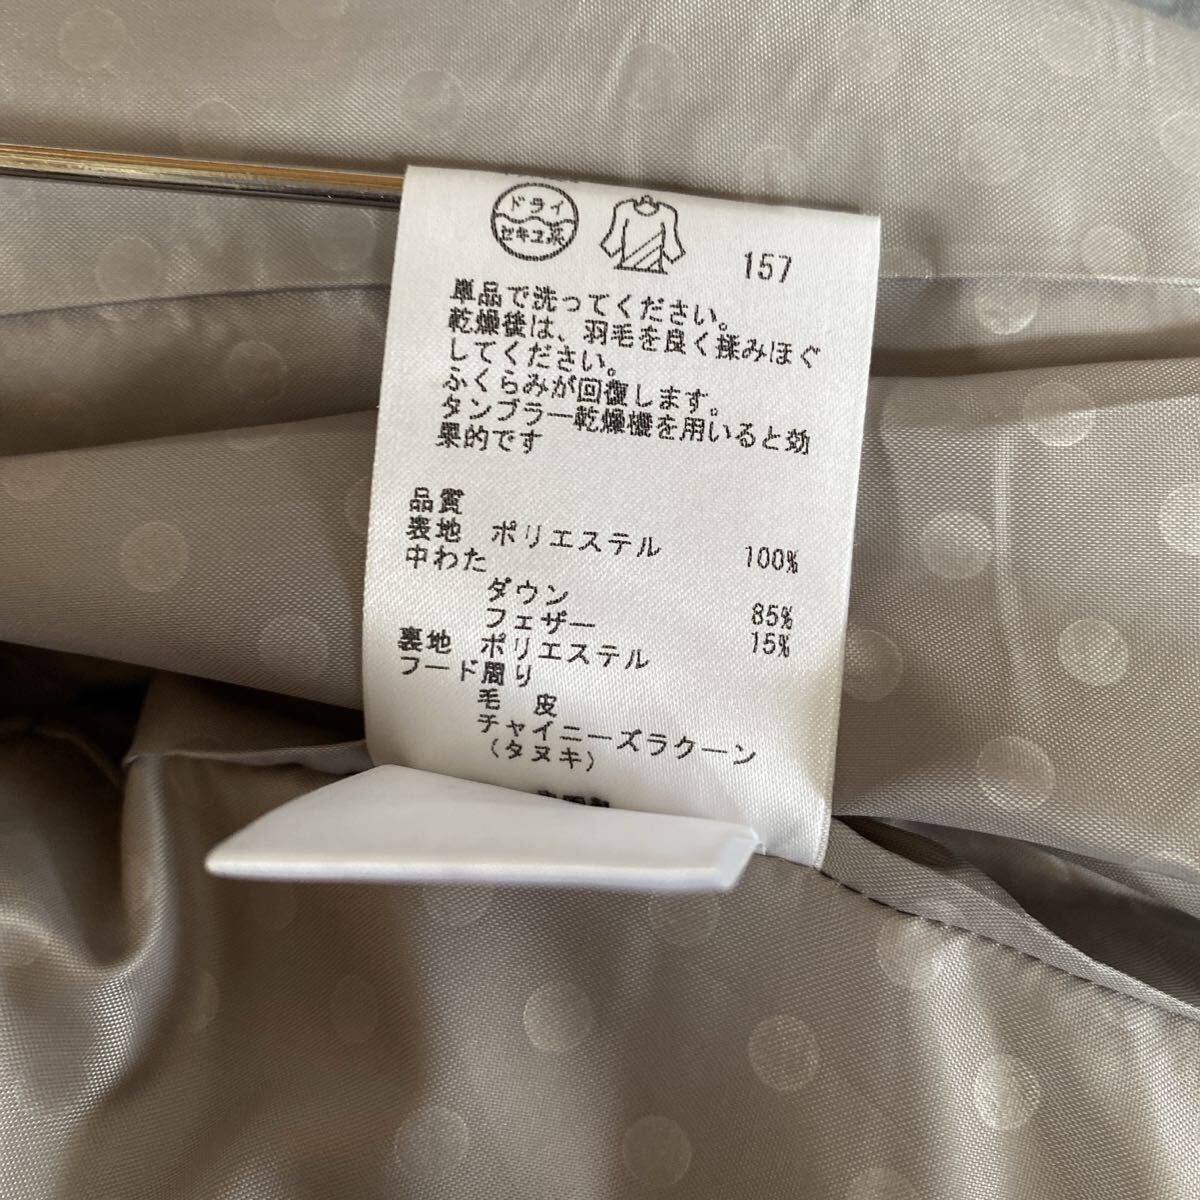 ドライ
セキユ系
157
単品で洗ってください。
乾燥後は、羽毛を良く揉みほぐ
してください。
ふくらみが回復します。
タンブラー乾燥機を用いると効
果的です
品質
表地 ポリエステル 100%
中わた
ダウン 85%
フェザー 15%
裏地 ポリエステル
フード周り
毛 皮
チャイニーズラクーン
(タヌキ)